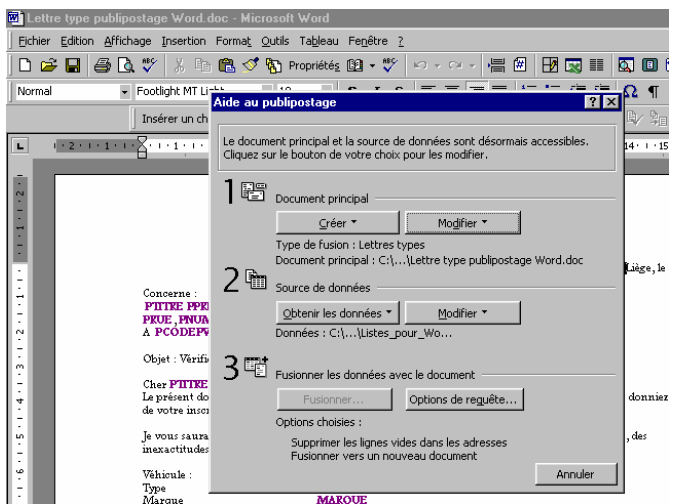 Lettre type publipostage Word.doc - Microsoft Word
Fichier Edition Affichage Insertion Format Outils Tableau Fenêtre ?
Propriétés
Normal Footlight MT Light
Insérer un ch
Aide au publipostage
Le document principal et la source de données sont désormais accessibles.
Cliquez sur le bouton de votre choix pour les modifier.
1 Document principal
Créer Modifier
Type de fusion : Lettres types
Document principal : C:\...\Lettre type publipostage Word.doc
2 Source de données
Obtenir les données Modifier
Données : C:\...\Listes_pour_Wo...
3 Fusionner les données avec le document
Fusionner... Options de requête...
Options choisies :
Supprimer les lignes vides dans les adresses
Fusionner vers un nouveau document
Annuler
Liège, le
Concerne :
PTITRE
A
Objet : Vérifi
Cher PTITRE
Le présent do donniez
de votre inscr
Je vous saura , des
inexactitudes
Véhicule :
Type
Marque MARQUE